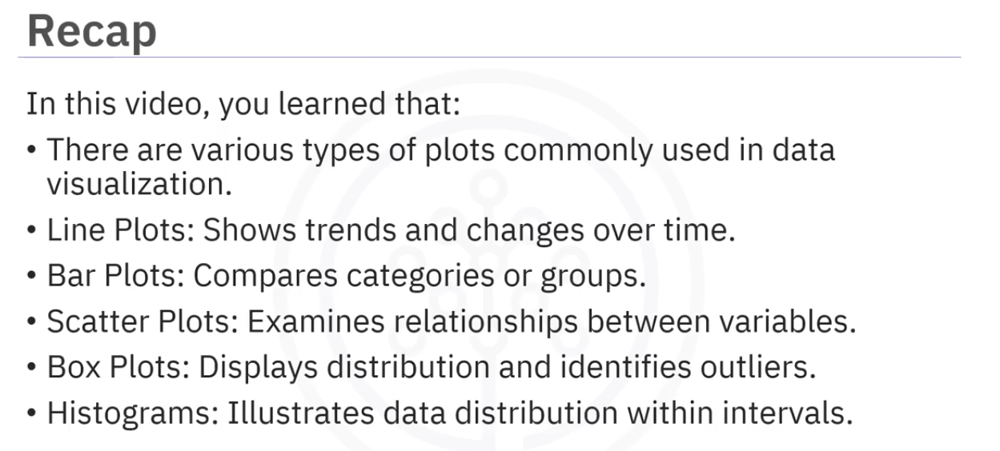 Recap
In this video, you learned that:
• There are various types of plots commonly used in data
visualization.
• Line Plots: Shows trends and changes over time.
• Bar Plots: Compares categories or groups.
• Scatter Plots: Examines relationships between variables.
• Box Plots: Displays distribution and identifies outliers.
• Histograms: Illustrates data distribution within intervals.